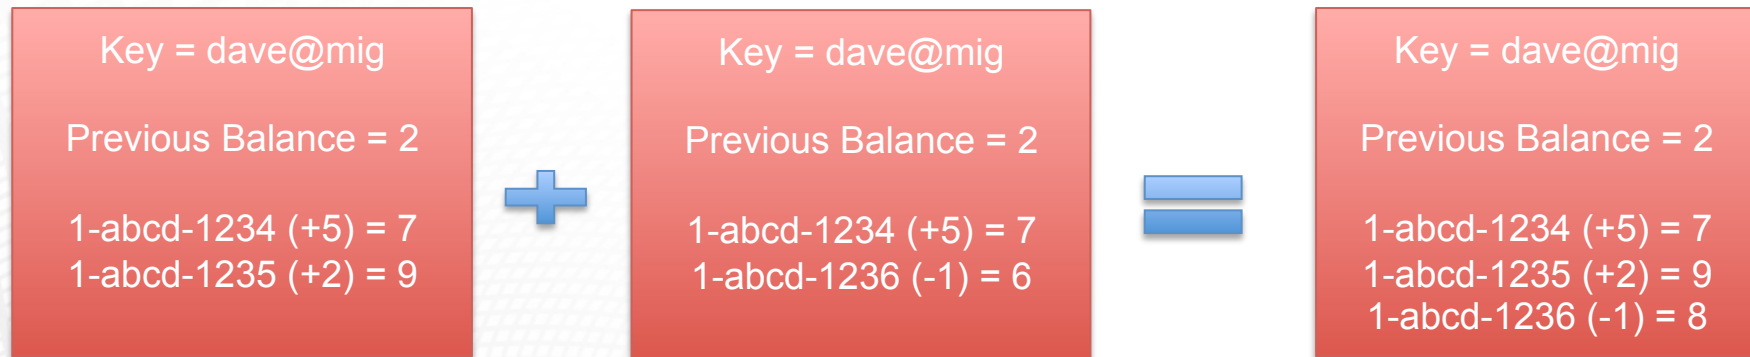 Key = dave@mig
Previous Balance = 2
1-abcd-1234 (+5) = 7
1-abcd-1235 (+2) = 9
Key = dave@mig
Previous Balance = 2
1-abcd-1234 (+5) = 7
1-abcd-1236 (-1) = 6
Key = dave@mig
Previous Balance = 2
1-abcd-1234 (+5) = 7
1-abcd-1235 (+2) = 9
1-abcd-1236 (-1) = 8